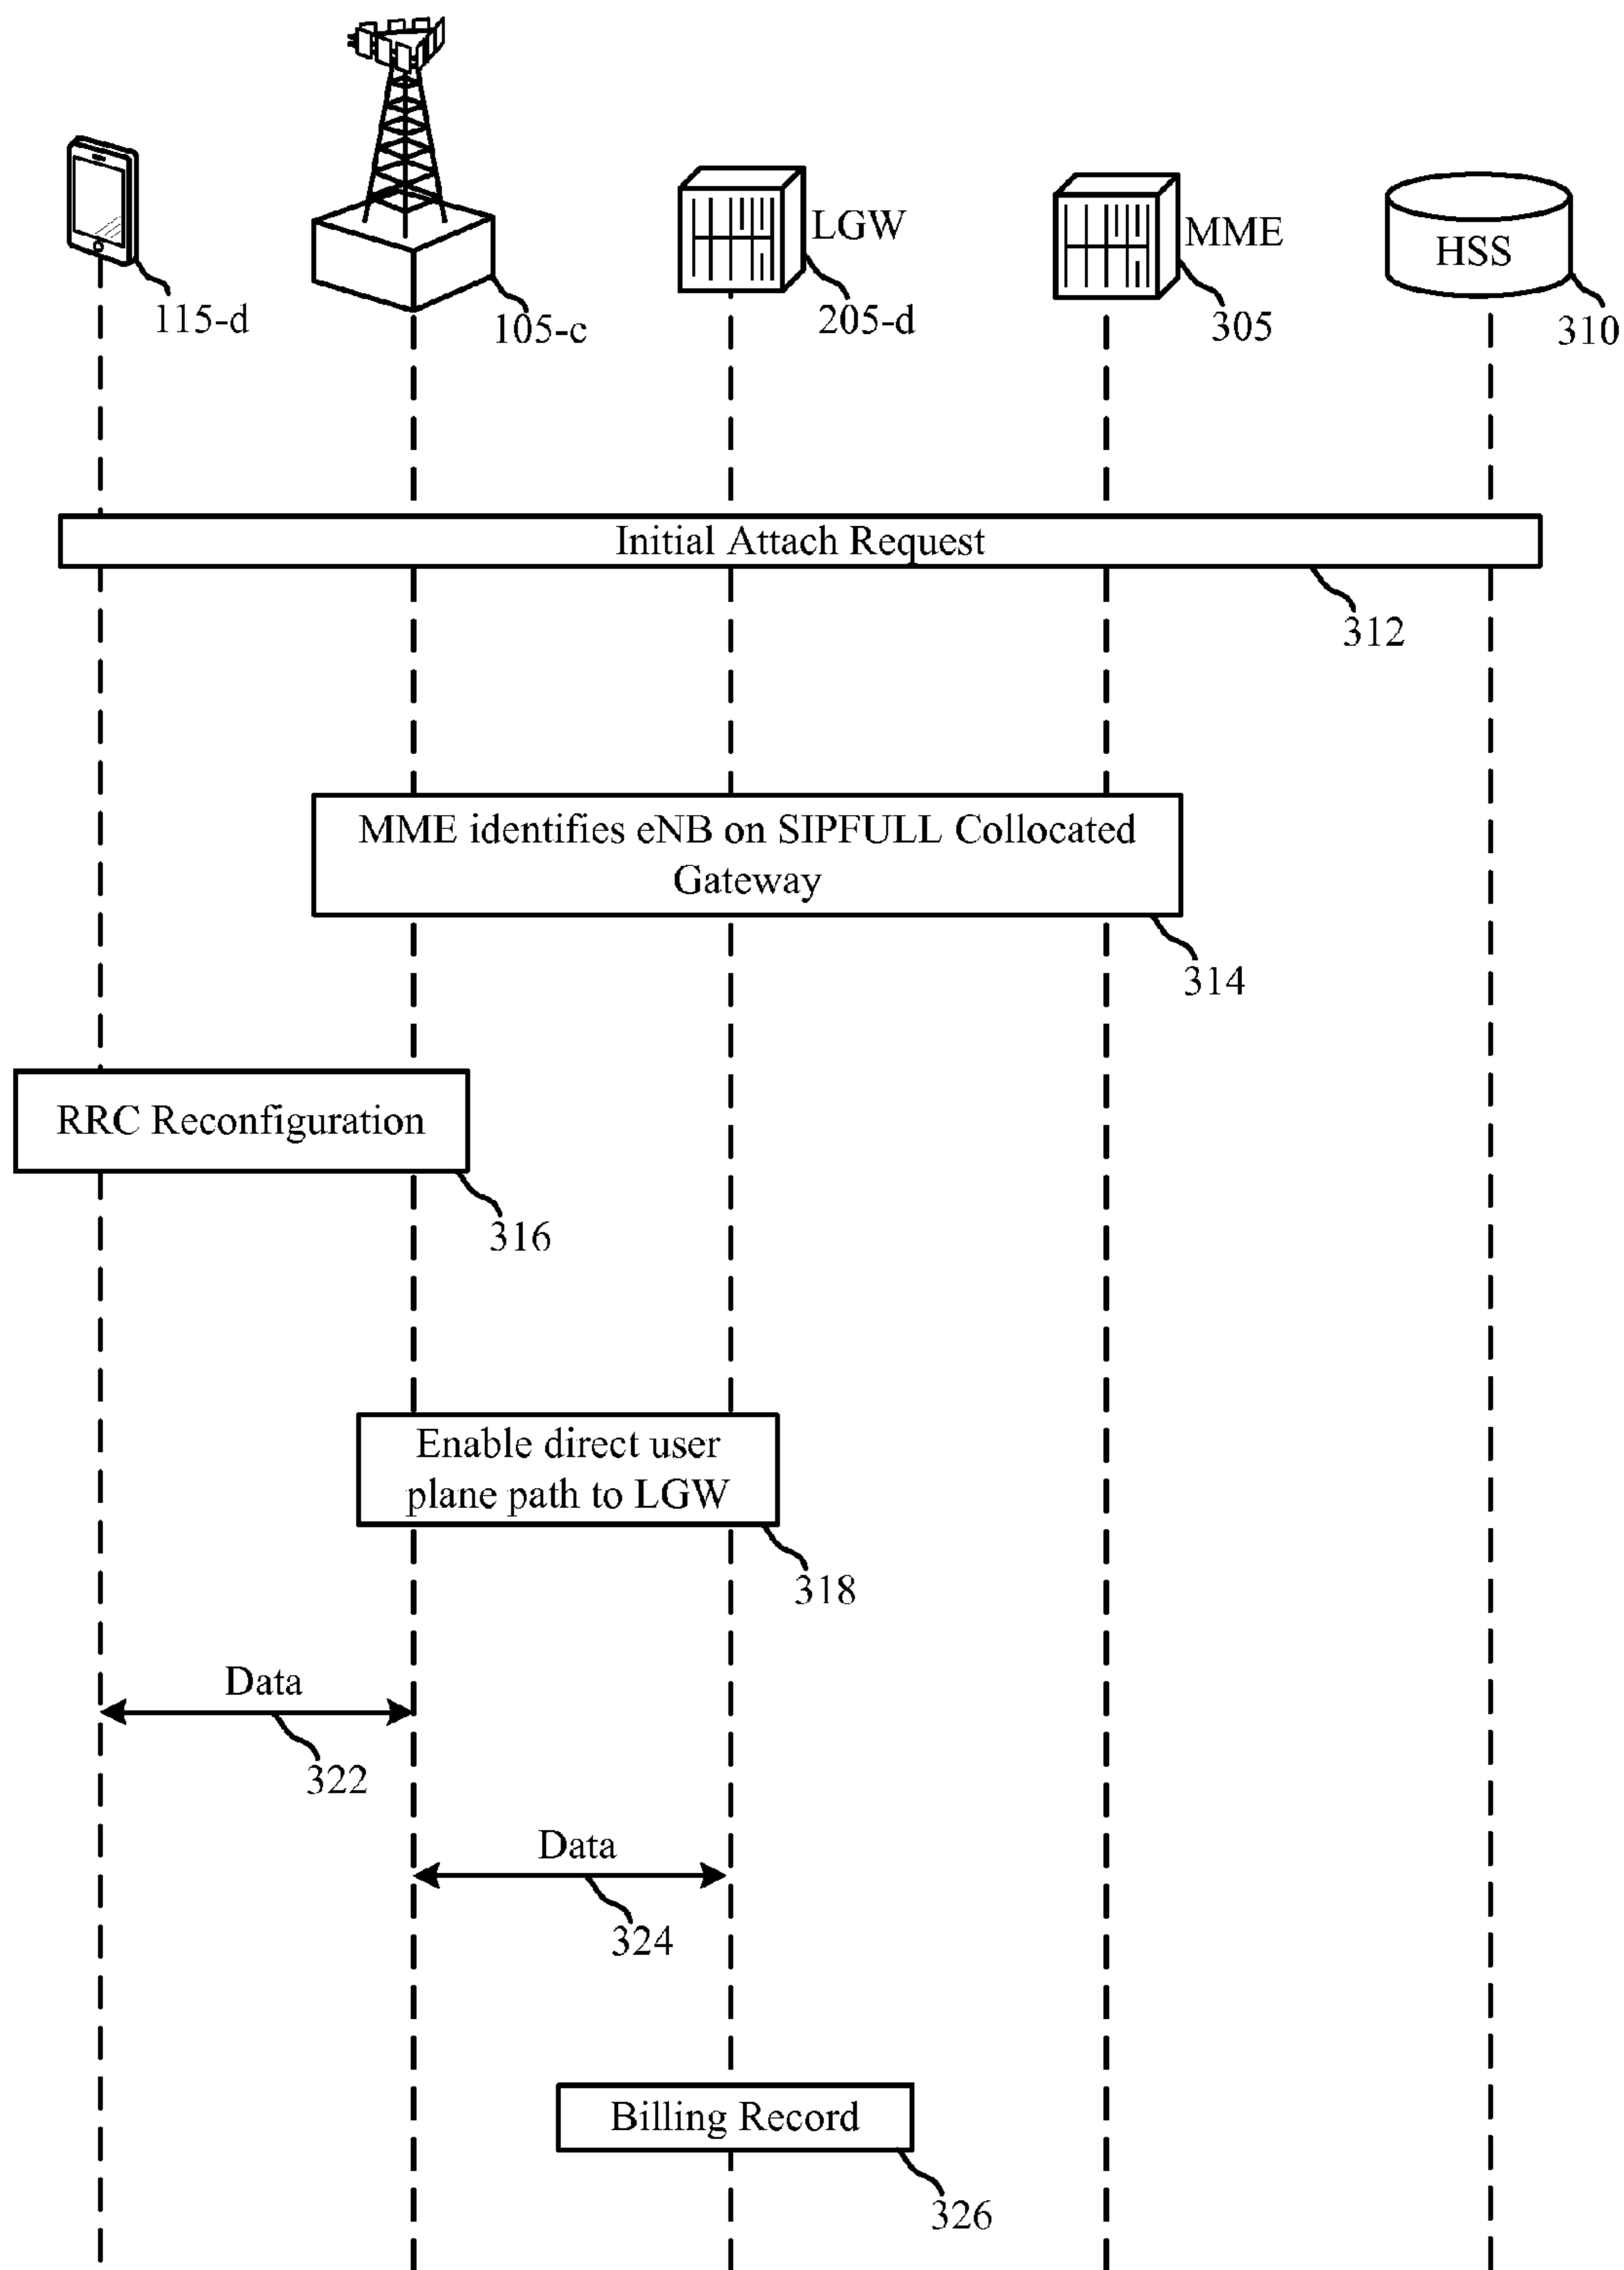 LGW
MME
HSS
115-d
105-c
205-d
305
310
Initial Attach Request
312
MME identifies eNB on SIPFULL Collocated
Gateway
314
RRC Reconfiguration
316
Enable direct user
plane path to LGW
318
Data
322
Data
324
Billing Record
326